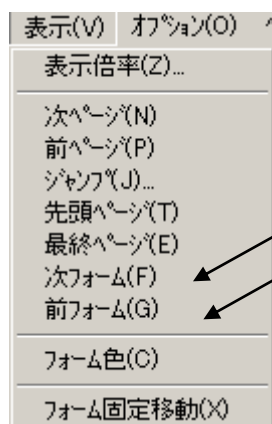 表示(V) ｵﾌﾟｼｮﾝ(O)
表示倍率(Z)...
次ﾍﾟｰｼﾞ(N)
前ﾍﾟｰｼﾞ(P)
ｼﾞｬﾝﾌﾟ(J)...
先頭ﾍﾟｰｼﾞ(T)
最終ﾍﾟｰｼﾞ(E)
次ﾌｫｰﾑ(F)
前ﾌｫｰﾑ(G)
ﾌｫｰﾑ色(C)
ﾌｫｰﾑ固定移動(X)